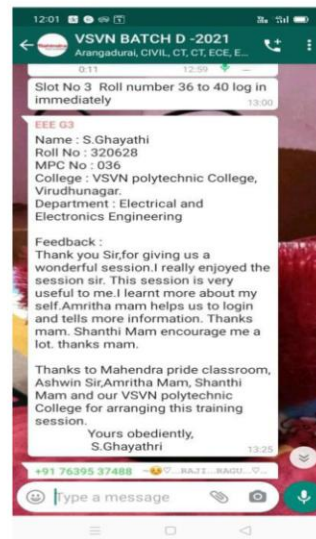 12:01
VSVN BATCH D -2021
Arangadurai, CIVIL, CT, CT, ECE, E...
0:11 12:59
Slot No 3 Roll number 36 to 40 log in
immediately
13:00
EEE G3
Name : S.Ghayathi
Roll No : 320628
MPC No : 036
College : VSVN polytechnic College,
Virudhunagar.
Department : Electrical and
Electronics Engineering
Feedback :
Thank you Sir,for giving us a
wonderful session.I really enjoyed the
session sir. This session is very
useful to me.I learnt more about my
self.Amritha mam helps us to login
and tells more information. Thanks
mam. Shanthi Mam encourage me a
lot. thanks mam.
Thanks to Mahendra pride classroom,
Ashwin Sir,Amritha Mam, Shanthi
Mam and our VSVN polytechnic
College for arranging this training
session.
Yours obediently,
S.Ghayathri
13:25
+91 76395 37488 ~😊♡...RAJI...RAGU...♡..
Type a message